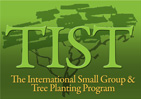 TIST
The International Small Group &
Tree Planting Program